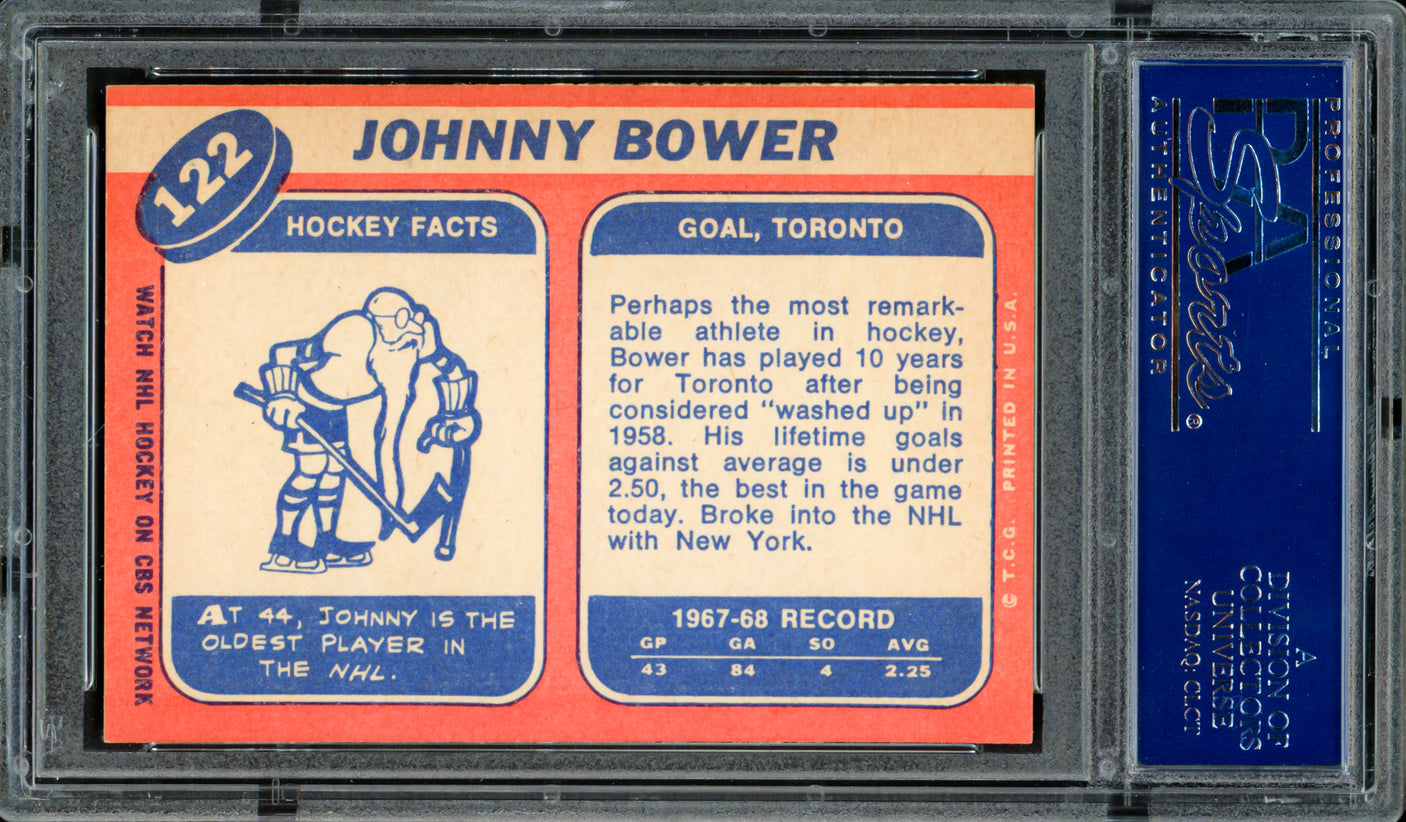 122
JOHNNY BOWER
HOCKEY FACTS
AT 44, JOHNNY IS THE
OLDEST PLAYER IN
THE NHL.
GOAL, TORONTO
Perhaps the most remark-
able athlete in hockey,
Bower has played 10 years
for Toronto after being
considered "washed up" in
1958. His lifetime goals
against average is under
2.50, the best in the game
today. Broke into the NHL
with New York.
1967-68 RECORD
GP GA SO AVG
43 84 4 2.25
WATCH NHL HOCKEY ON CBS NETWORK
© T.C.G. PRINTED IN U.S.A.
PROFESSIONAL
PSA
Sports®
AUTHENTICATOR
A
DIVISION OF
COLLECTORS
UNIVERSE
NASDAQ: CLCT